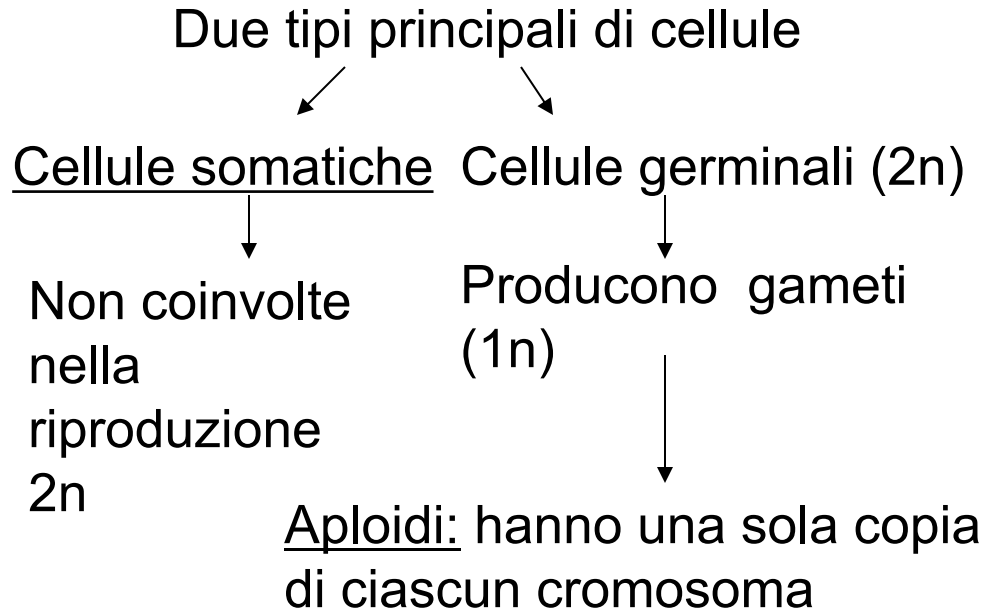 Due tipi principali di cellule
Cellule somatiche
Cellule germinali (2n)
Non coinvolte
nella
riproduzione
2n
Producono gameti
(1n)
Aploidi: hanno una sola copia
di ciascun cromosoma